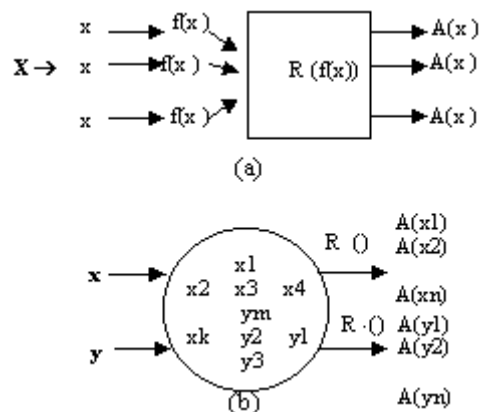 x f(x) A(x)
X → x f(x) R (f(x)) A(x)
x f(x) A(x)
(a)
A(x1)
R () A(x2)
x x1
x2 x3 x4 A(xn)
ym R ·() A(y1)
y xk y2 y1 A(y2)
y3
(b) A(yn)